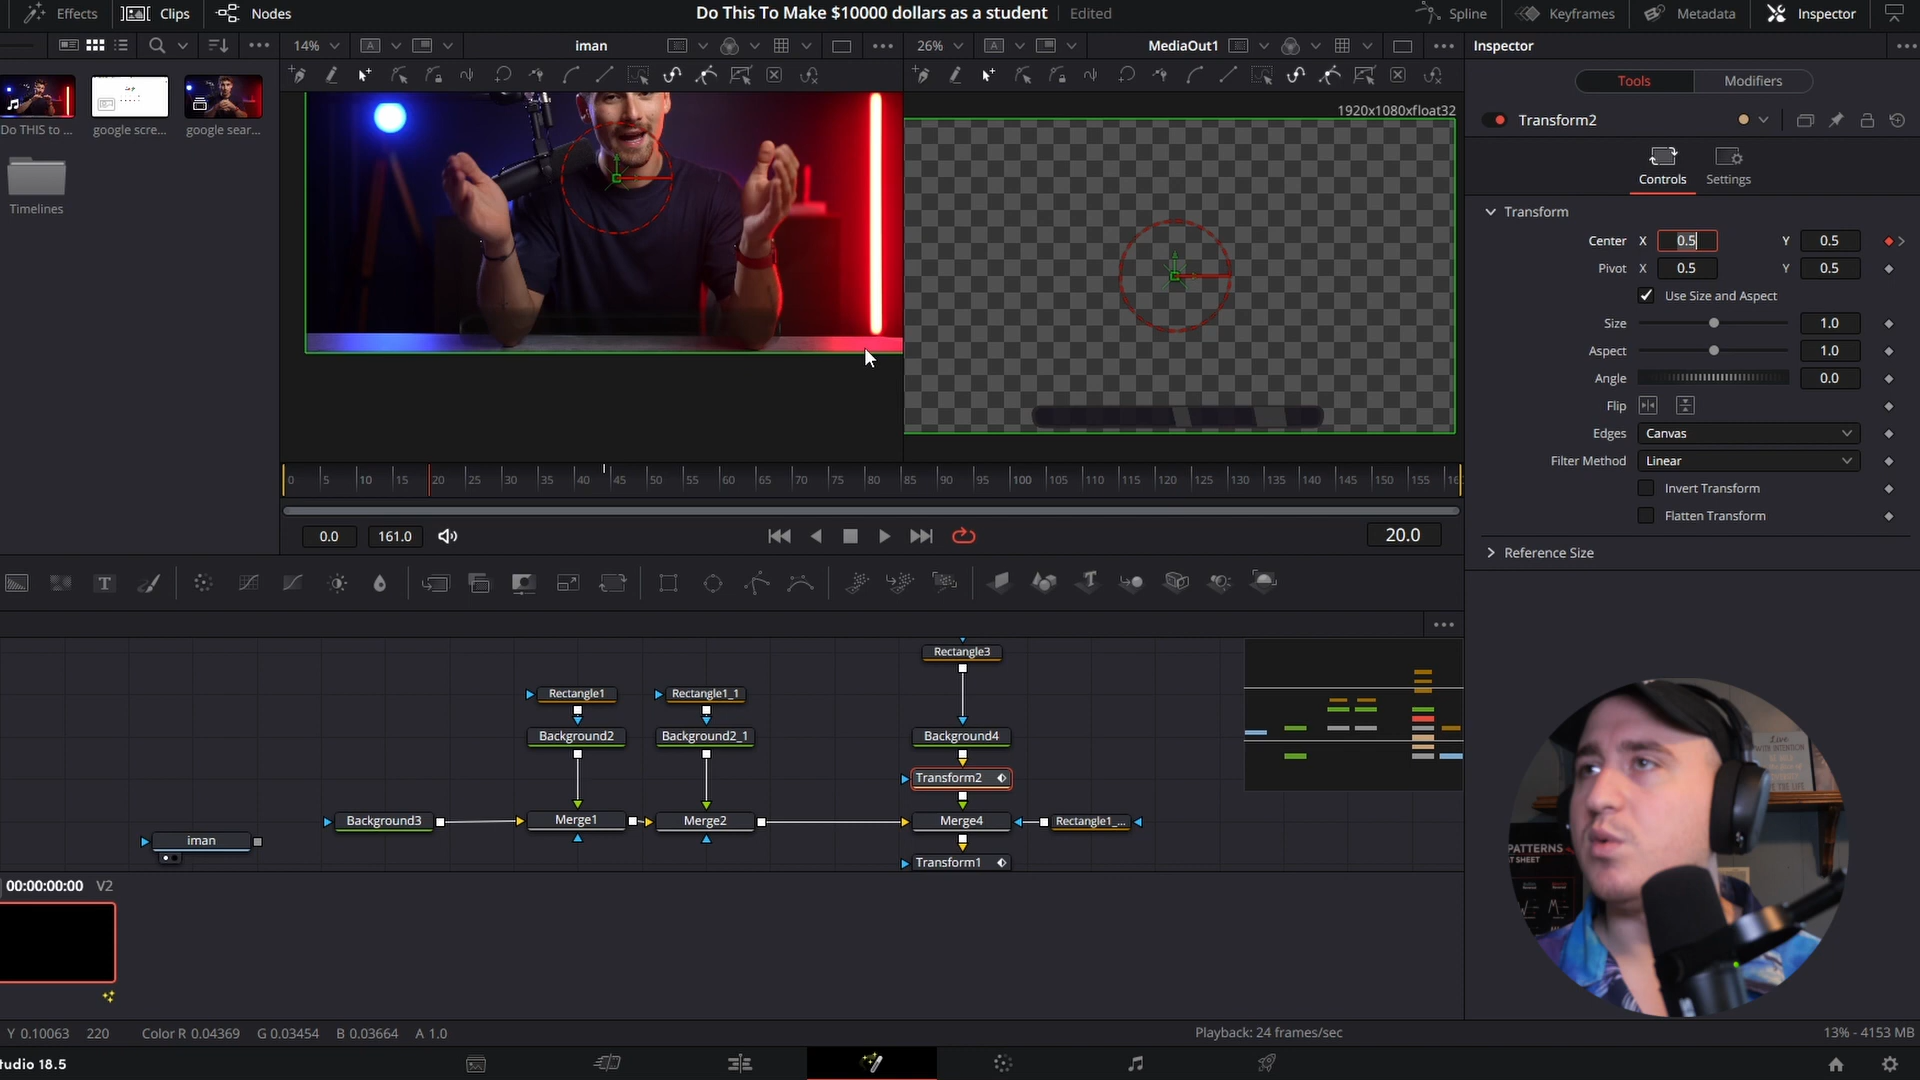 Effects
Clips
Nodes
Do This To Make $10000 dollars as a student
Edited
Spline
Keyframes
Metadata
Inspector
14%
iman
26%
MediaOut1
Inspector
Tools
Modifiers
Do THIS to ...
google scre...
google sear...
Timelines
1920x1080xfloat32
Transform2
Controls
Settings
Transform
Center X 0.5 Y 0.5
Pivot X 0.5 Y 0.5
Use Size and Aspect
Size 1.0
Aspect 1.0
Angle 0.0
Flip
Edges Canvas
Filter Method Linear
Invert Transform
Flatten Transform
Reference Size
0 5 10 15 20 25 30 35 40 45 50 55 60 65 70 75 80 85 90 95 100 105 110 115 120 125 130 135 140 145 150 155
0.0
161.0
20.0
Rectangle3
Rectangle1
Rectangle1_1
Background2
Background2_1
Background4
Transform2
Background3
Merge1
Merge2
Merge4
Rectangle1_...
iman
Transform1
00:00:00:00 V2
PATTERNS
Y 0.10063 220 Color R 0.04369 G 0.03454 B 0.03664 A 1.0
Playback: 24 frames/sec
13% - 4153 MB
tudio 18.5